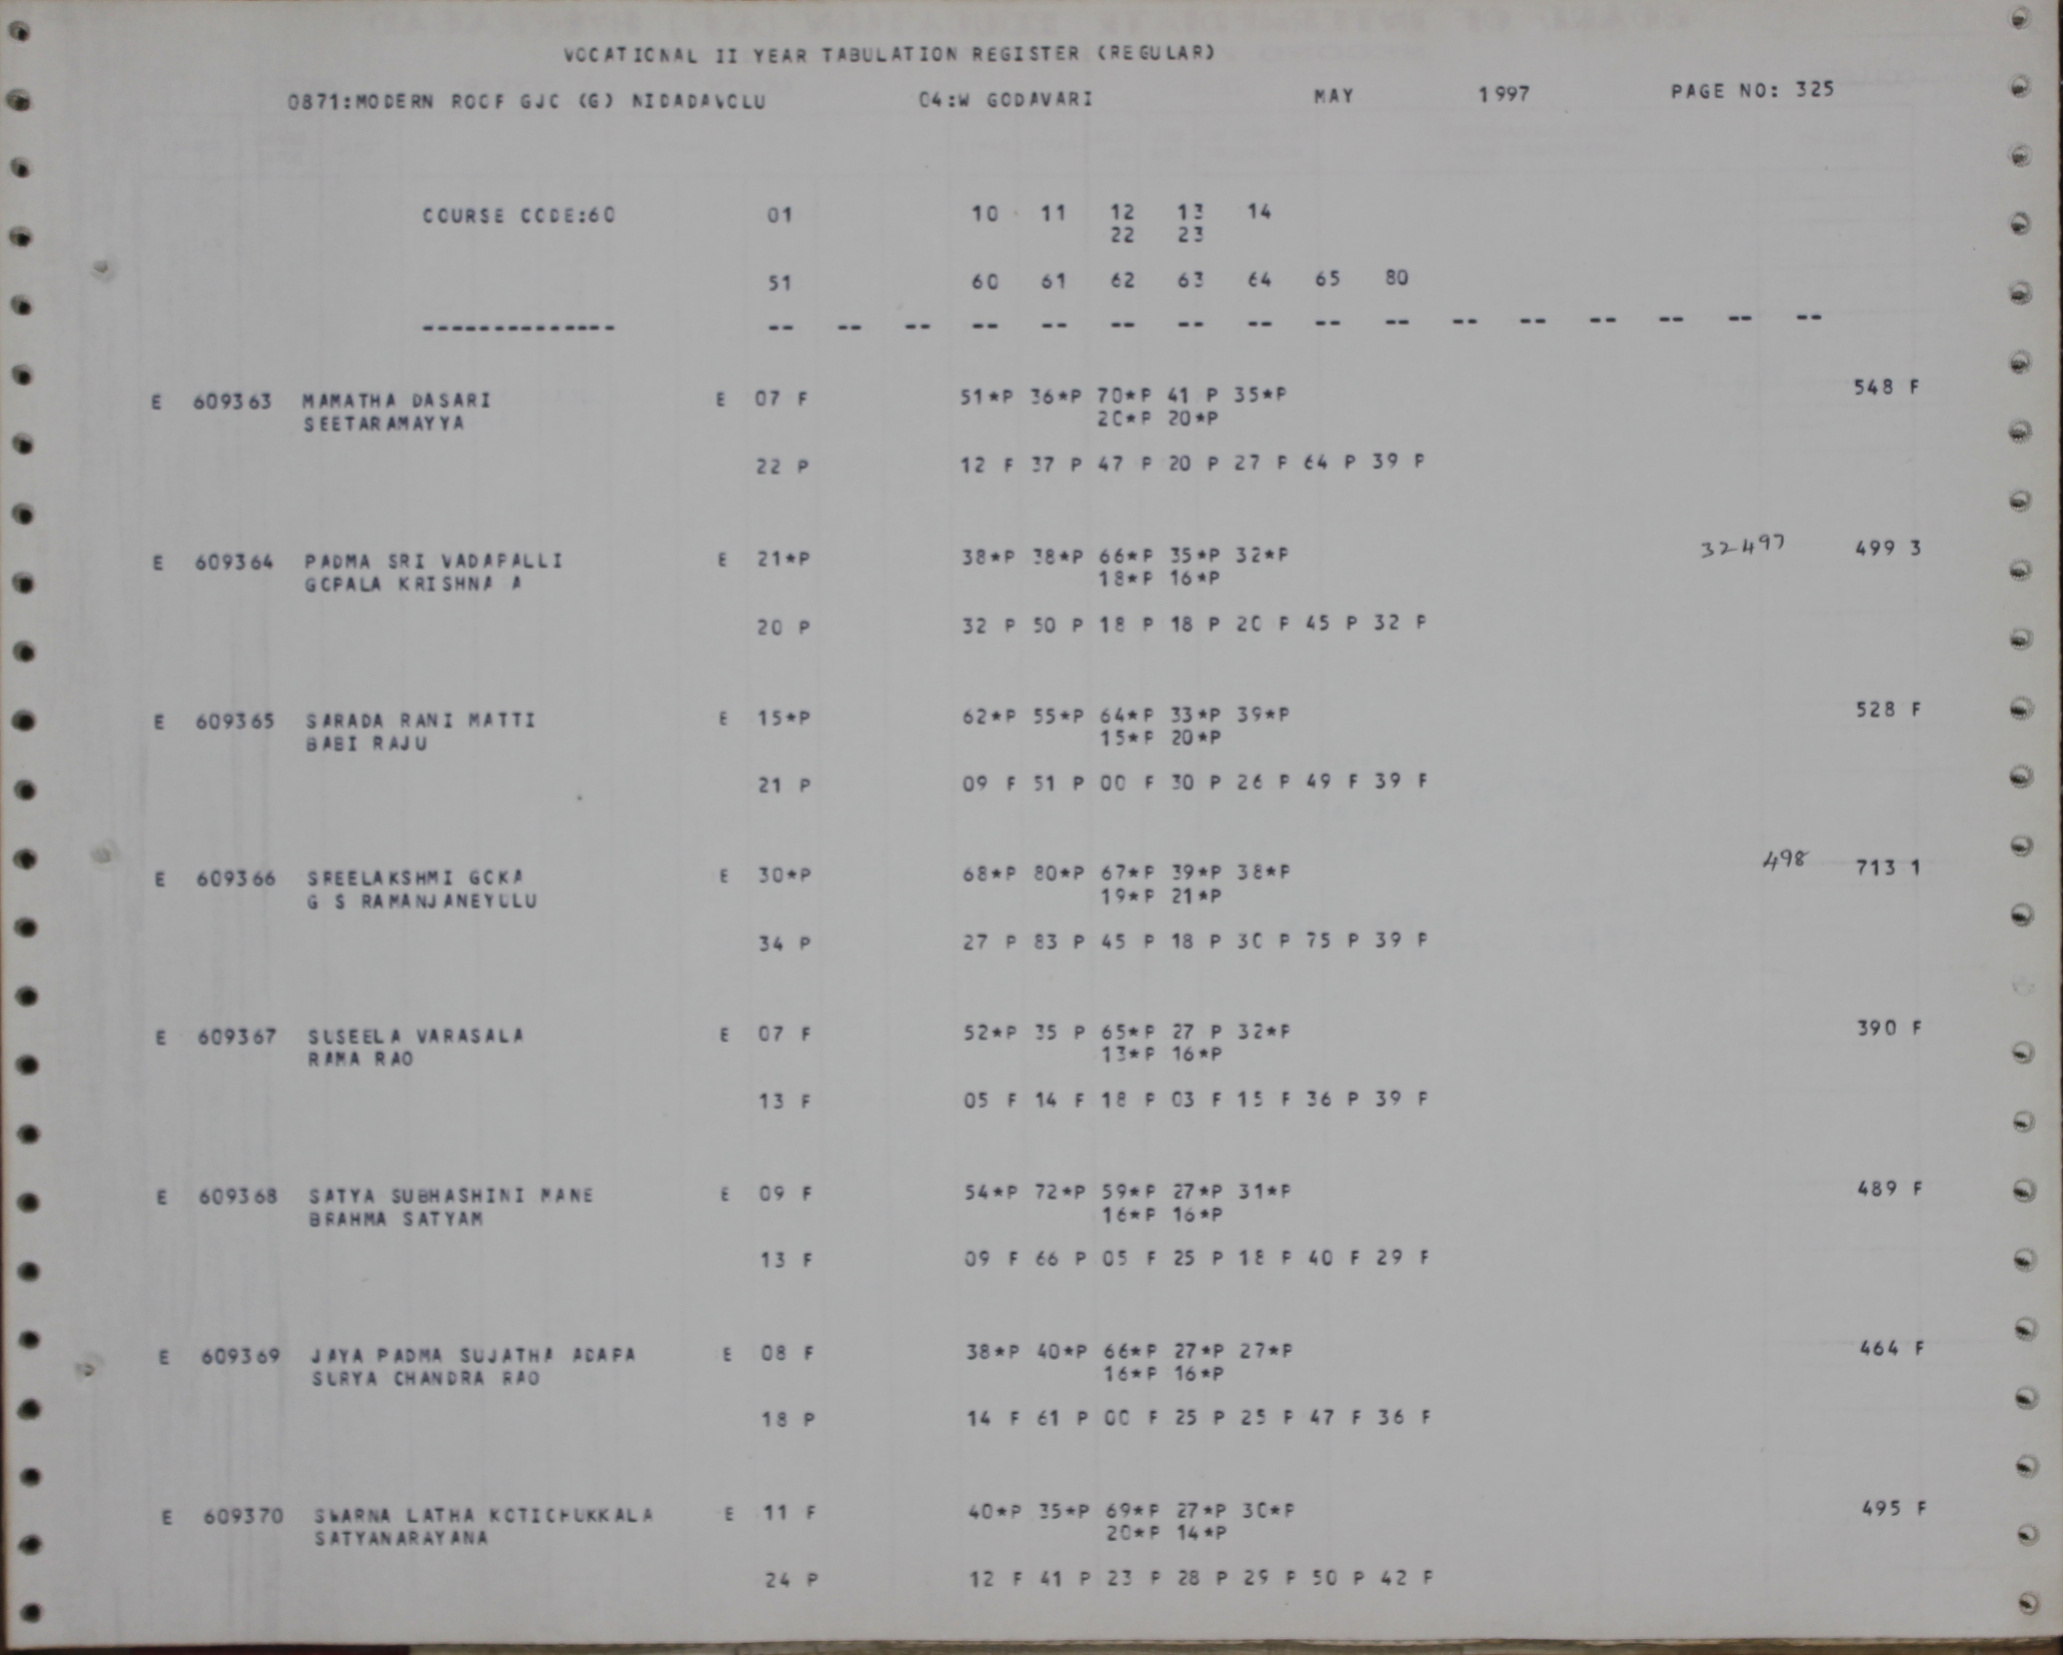 VOCATIONAL II YEAR TABULATION REGISTER (REGULAR)
0871:MODERN ROOF GJC (G) NIDADAVOLU 04:W GODAVARI MAY 1997 PAGE NO: 325
COURSE CODE:60 01 10 11 12 13 14
22 23
51 60 61 62 63 64 65 80
-------------- -- -- -- -- -- -- -- -- -- -- -- -- -- -- -- --
E 609363 MAMATHA DASARI E 07 F 51*P 36*P 70*P 41 P 35*P 548 F
SEETARAMAYYA 20*P 20*P
22 P 12 F 37 P 47 P 20 P 27 P 64 P 39 P
E 609364 PADMA SRI VADAPALLI E 21*P 38*P 38*P 66*P 35*P 32*P 32497 499 3
GOPALA KRISHNA A 18*P 16*P
20 P 32 P 50 P 18 P 18 P 20 P 45 P 32 P
E 609365 SARADA RANI MATTI E 15*P 62*P 55*P 64*P 33*P 39*P 528 F
BABI RAJU 15*P 20*P
21 P 09 F 51 P 00 F 30 P 26 P 49 F 39 F
E 609366 SREELAKSHMI GOKA E 30*P 68*P 80*P 67*P 39*P 38*P 498 713 1
G S RAMANJANEYULU 19*P 21*P
34 P 27 P 83 P 45 P 18 P 30 P 75 P 39 P
E 609367 SUSEELA VARASALA E 07 F 52*P 35 P 65*P 27 P 32*P 390 F
RAMA RAO 13*P 16*P
13 F 05 F 14 F 18 P 03 F 15 F 36 P 39 P
E 609368 SATYA SUBHASHINI MANE E 09 F 54*P 72*P 59*P 27*P 31*P 489 F
BRAHMA SATYAM 16*P 16*P
13 F 09 F 66 P 05 F 25 P 18 P 40 F 29 F
E 609369 JAYA PADMA SUJATHA ADAPA E 08 F 38*P 40*P 66*P 27*P 27*P 464 F
SURYA CHANDRA RAO 16*P 16*P
18 P 14 F 61 P 00 F 25 P 25 P 47 F 36 F
E 609370 SWARNA LATHA KOTICHUKKALA E 11 F 40*P 35*P 69*P 27*P 30*P 495 F
SATYANARAYANA 20*P 14*P
24 P 12 F 41 P 23 P 28 P 29 P 50 P 42 P